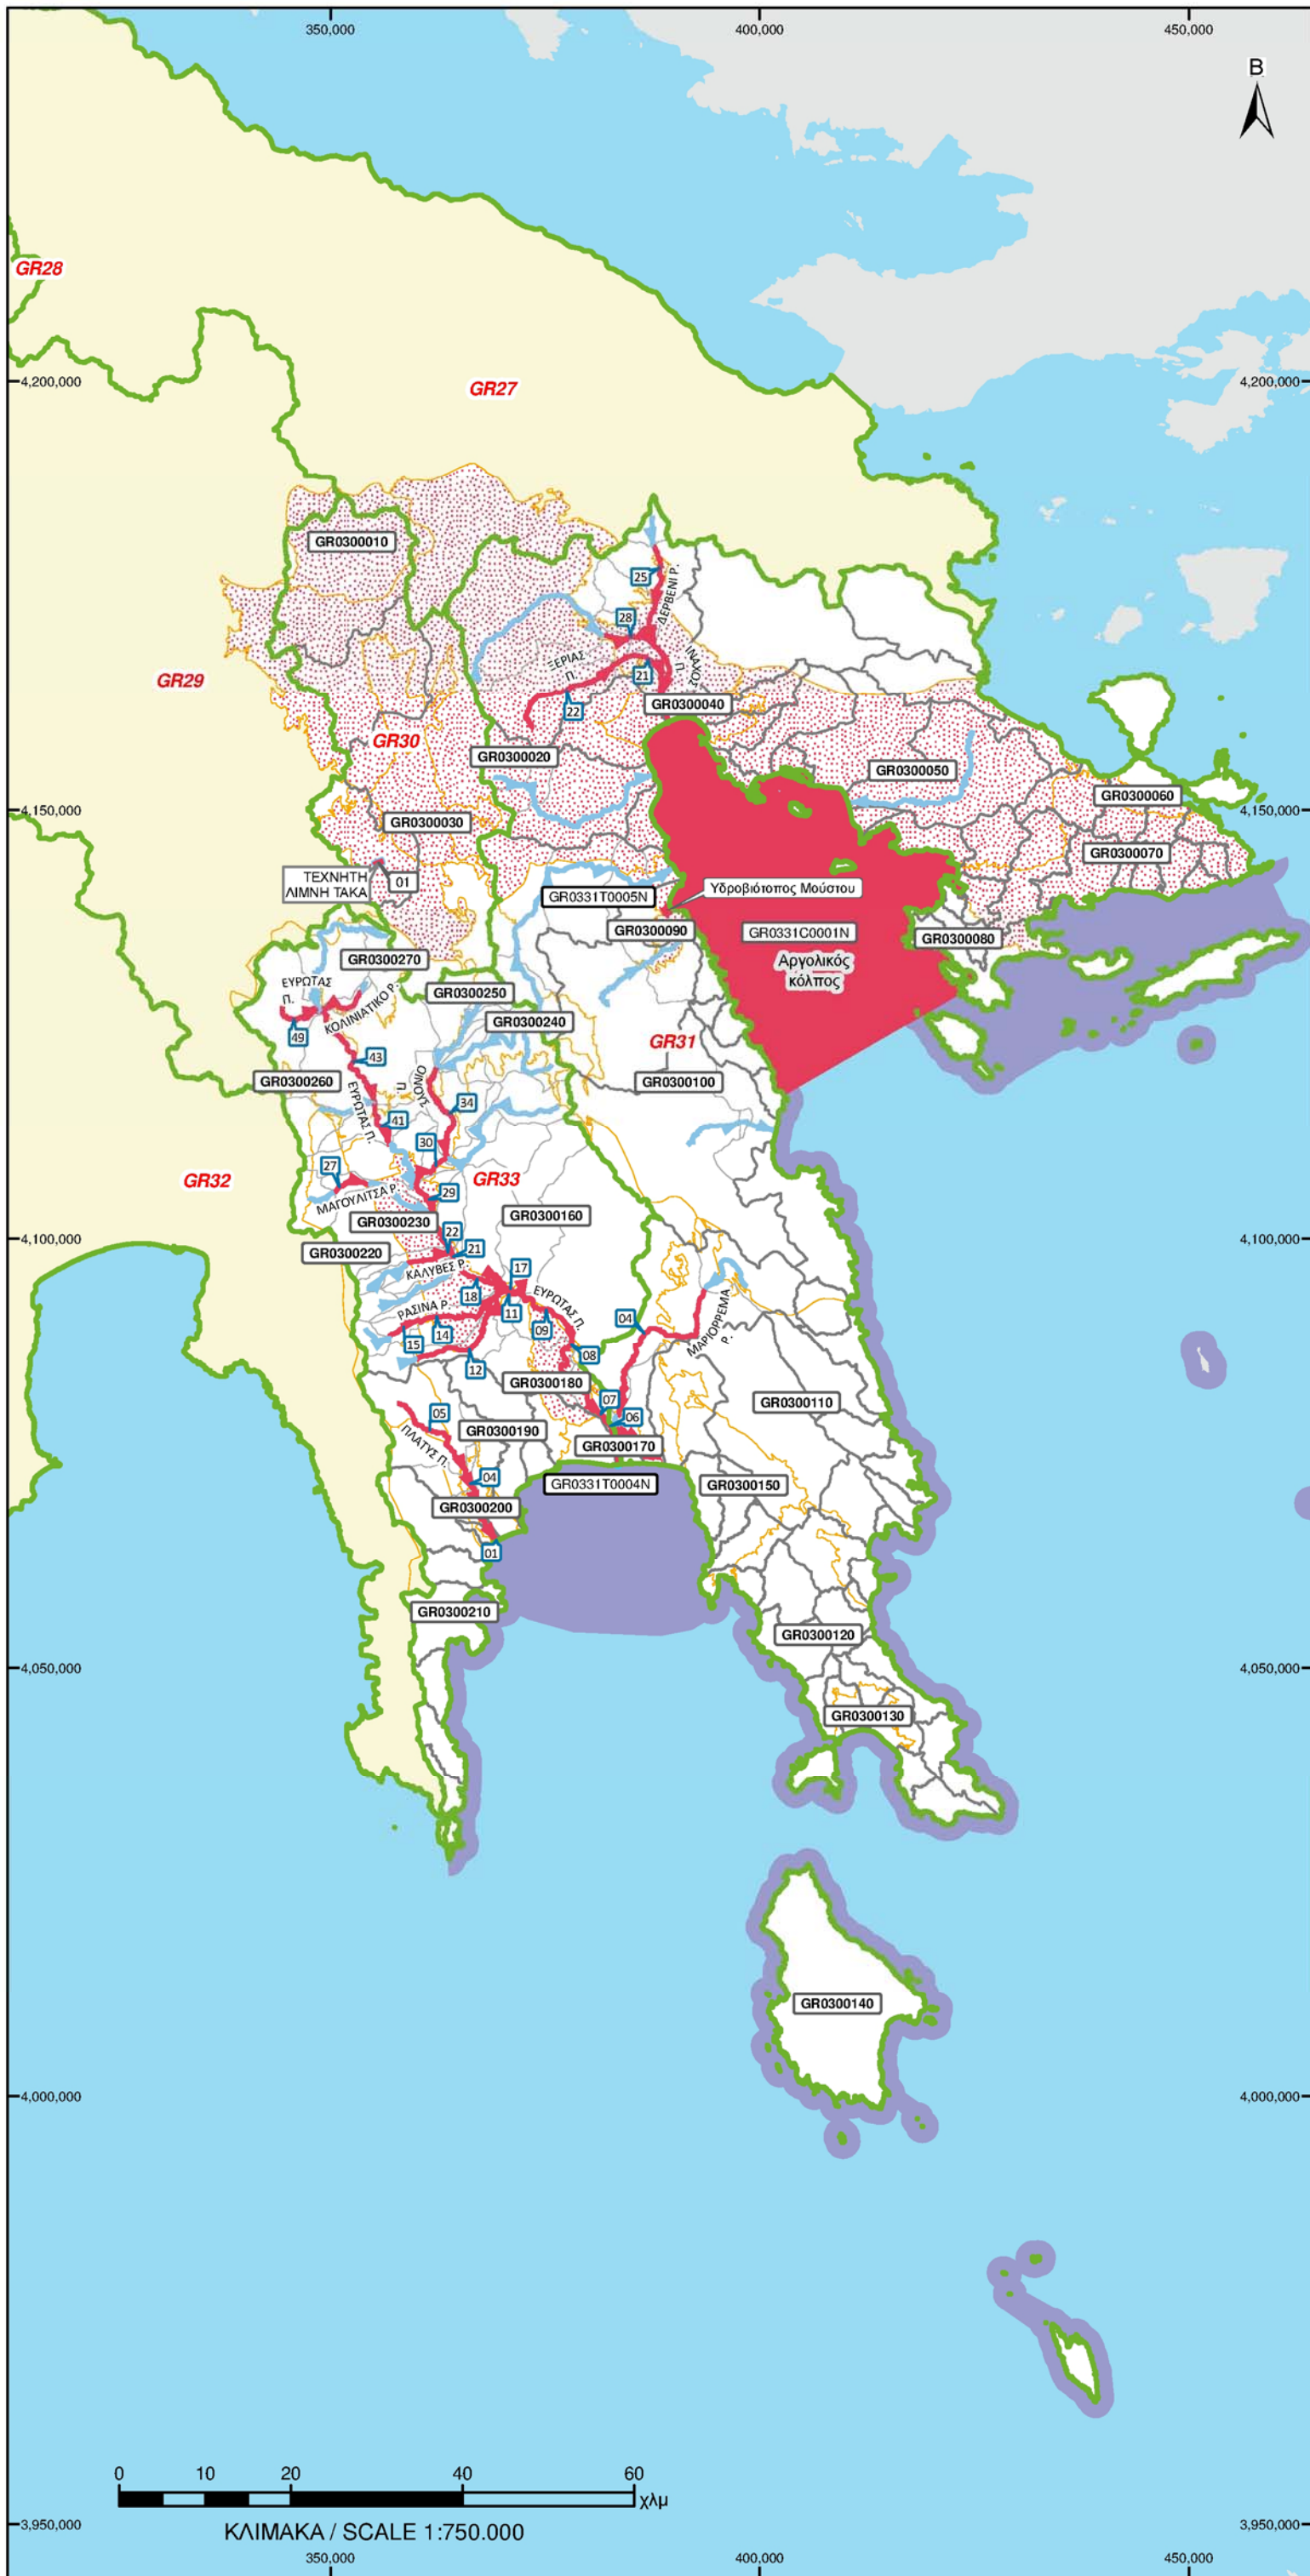 350,000
400,000
450,000
B
GR28
4,200,000
4,200,000
GR27
GR0300010
25
ΔΕΡΒΕΝΙ Ρ.
28
ΞΕΡΙΑΣ
Π.
21
22
GR29
GR0300040
GR30
GR0300020
GR0300050
GR0300060
4,150,000
4,150,000
GR0300030
GR0300070
ΤΕΧΝΗΤΗ
ΛΙΜΝΗ ΤΑΚΑ
01
Υδροβιότοπος Μούστου
GR0331T0005N
GR0300090
GR0331C0001N
GR0300080
Αργολικός
κόλπος
GR0300270
ΕΥΡΩΤΑΣ
Π.
GR0300250
ΚΟΛΙΝΙΑΤΙΚΟ Ρ.
GR0300240
49
GR31
43
GR0300260
GR0300100
ΕΥΡΩΤΑΣ Π.
ΟΙΝΟΥΣ
Π.
34
41
30
27
GR32
GR33
ΜΑΓΟΥΛΙΤΣΑ Ρ.
29
GR0300160
GR0300230
22
4,100,000
4,100,000
GR0300220
21
ΚΑΛΥΒΕΣ Ρ.
17
18
ΕΥΡΩΤΑΣ Π.
ΡΑΣΙΝΑ Ρ.
11
04
ΜΑΡΙΟΡΡΕΜΑ
Ρ.
09
14
15
08
12
GR0300180
07
GR0300110
05
06
GR0300190
ΠΛΑΤΥΣ Π.
GR0300170
04
GR0331T0004N
GR0300150
GR0300200
01
GR0300210
GR0300120
4,050,000
4,050,000
GR0300130
GR0300140
4,000,000
4,000,000
0 10 20 40 60
χλμ
ΚΛΙΜΑΚΑ / SCALE 1:750.000
3,950,000
3,950,000
350,000
400,000
450,000